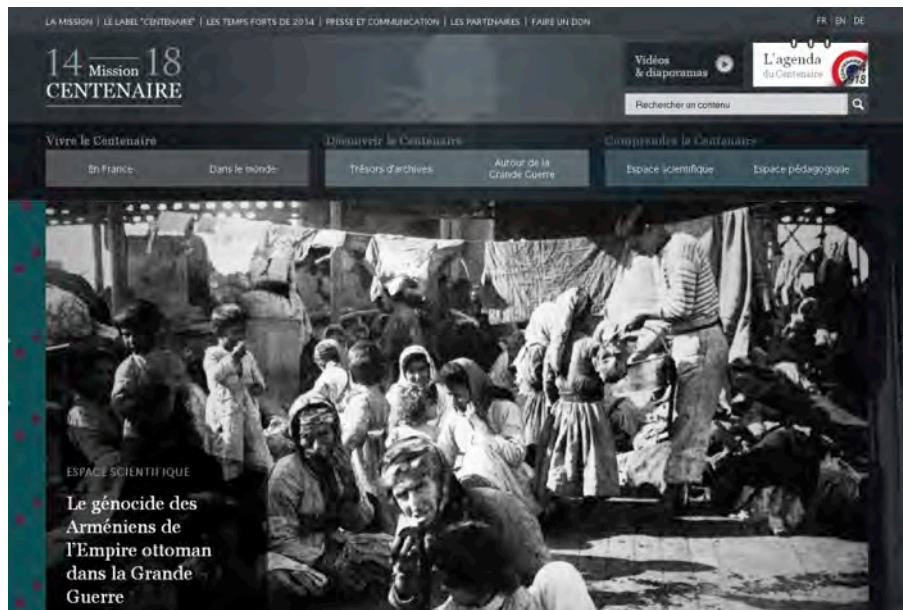 LA MISSION | LE LABEL "CENTENAIRE" | LES TEMPS FORTS DE 2014 | PRESSE ET COMMUNICATION | LES PARTENAIRES | FAIRE UN DON
FR | EN | DE
14 Mission 18
CENTENAIRE
Vidéos
& diaporamas
L'agenda
du Centenaire
Rechercher un contenu
Vivre le Centenaire
Découvrir le Centenaire
Comprendre le Centenaire
En France
Dans le monde
Trésors d'archives
Autour de la
Grande Guerre
Espace scientifique
Espace pédagogique
ESPACE SCIENTIFIQUE
Le génocide des
Arméniens de
l'Empire ottoman
dans la Grande
Guerre